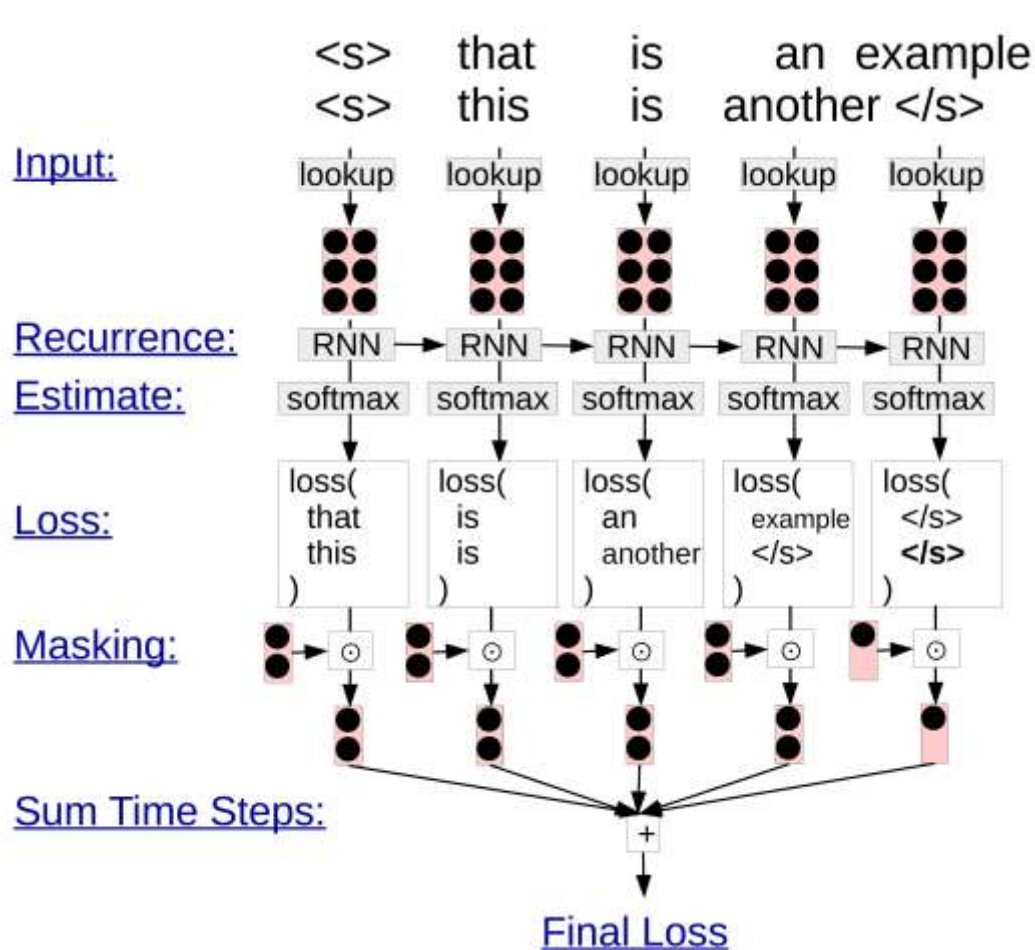 <s> that is an example
<s> this is another </s>
Input:
lookup lookup lookup lookup lookup
Recurrence:
RNN RNN RNN RNN RNN
Estimate:
softmax softmax softmax softmax softmax
Loss:
loss( loss( loss( loss( loss(
that is an example </s>
this is another </s> </s>
) ) ) ) )
Masking:
⊙ ⊙ ⊙ ⊙ ⊙
Sum Time Steps:
+
Final Loss